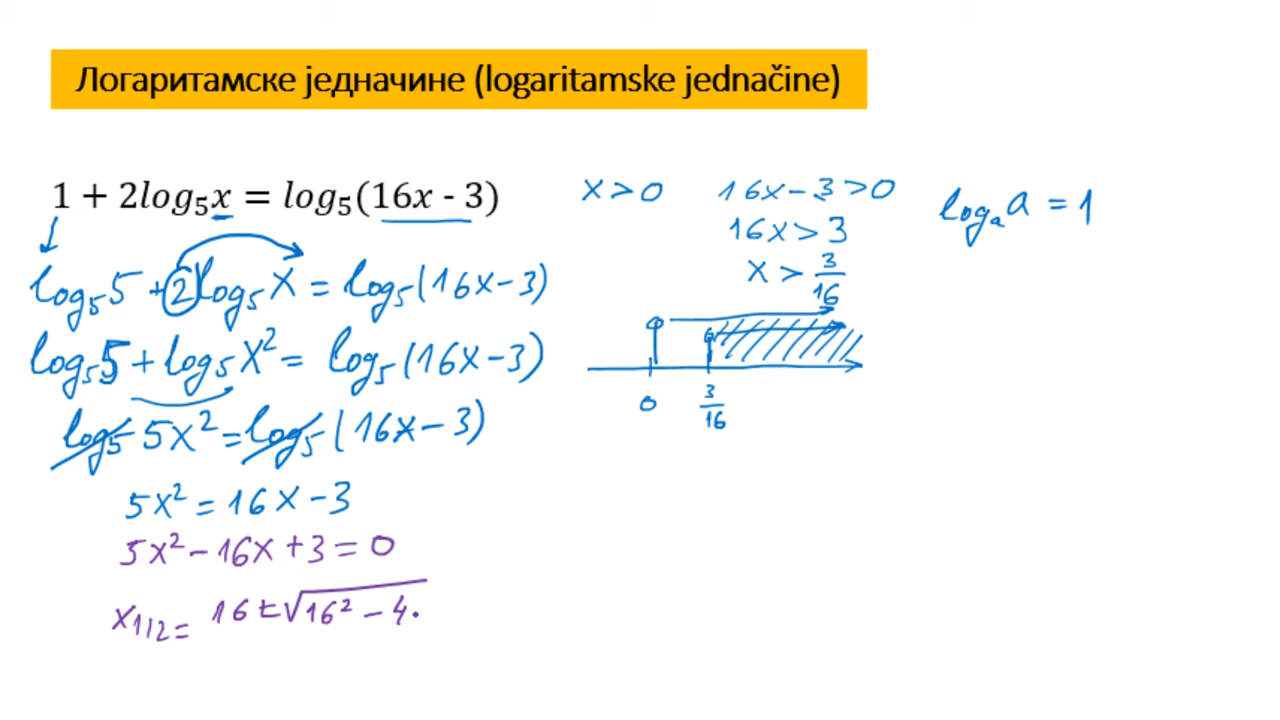 Логаритамске једначине (logaritamske jednačine)
1 + 2log₅x = log₅(16x - 3)
x > 0
16x − 3 > 0
16x > 3
x > 3/16
logₐa = 1
log₅5 + 2log₅x = log₅(16x−3)
log₅5 + log₅x² = log₅(16x−3)
log₅5x² = log₅(16x−3)
0
3/16
5x² = 16x − 3
5x² − 16x + 3 = 0
x₁/₂ = 16 ± √16² − 4.